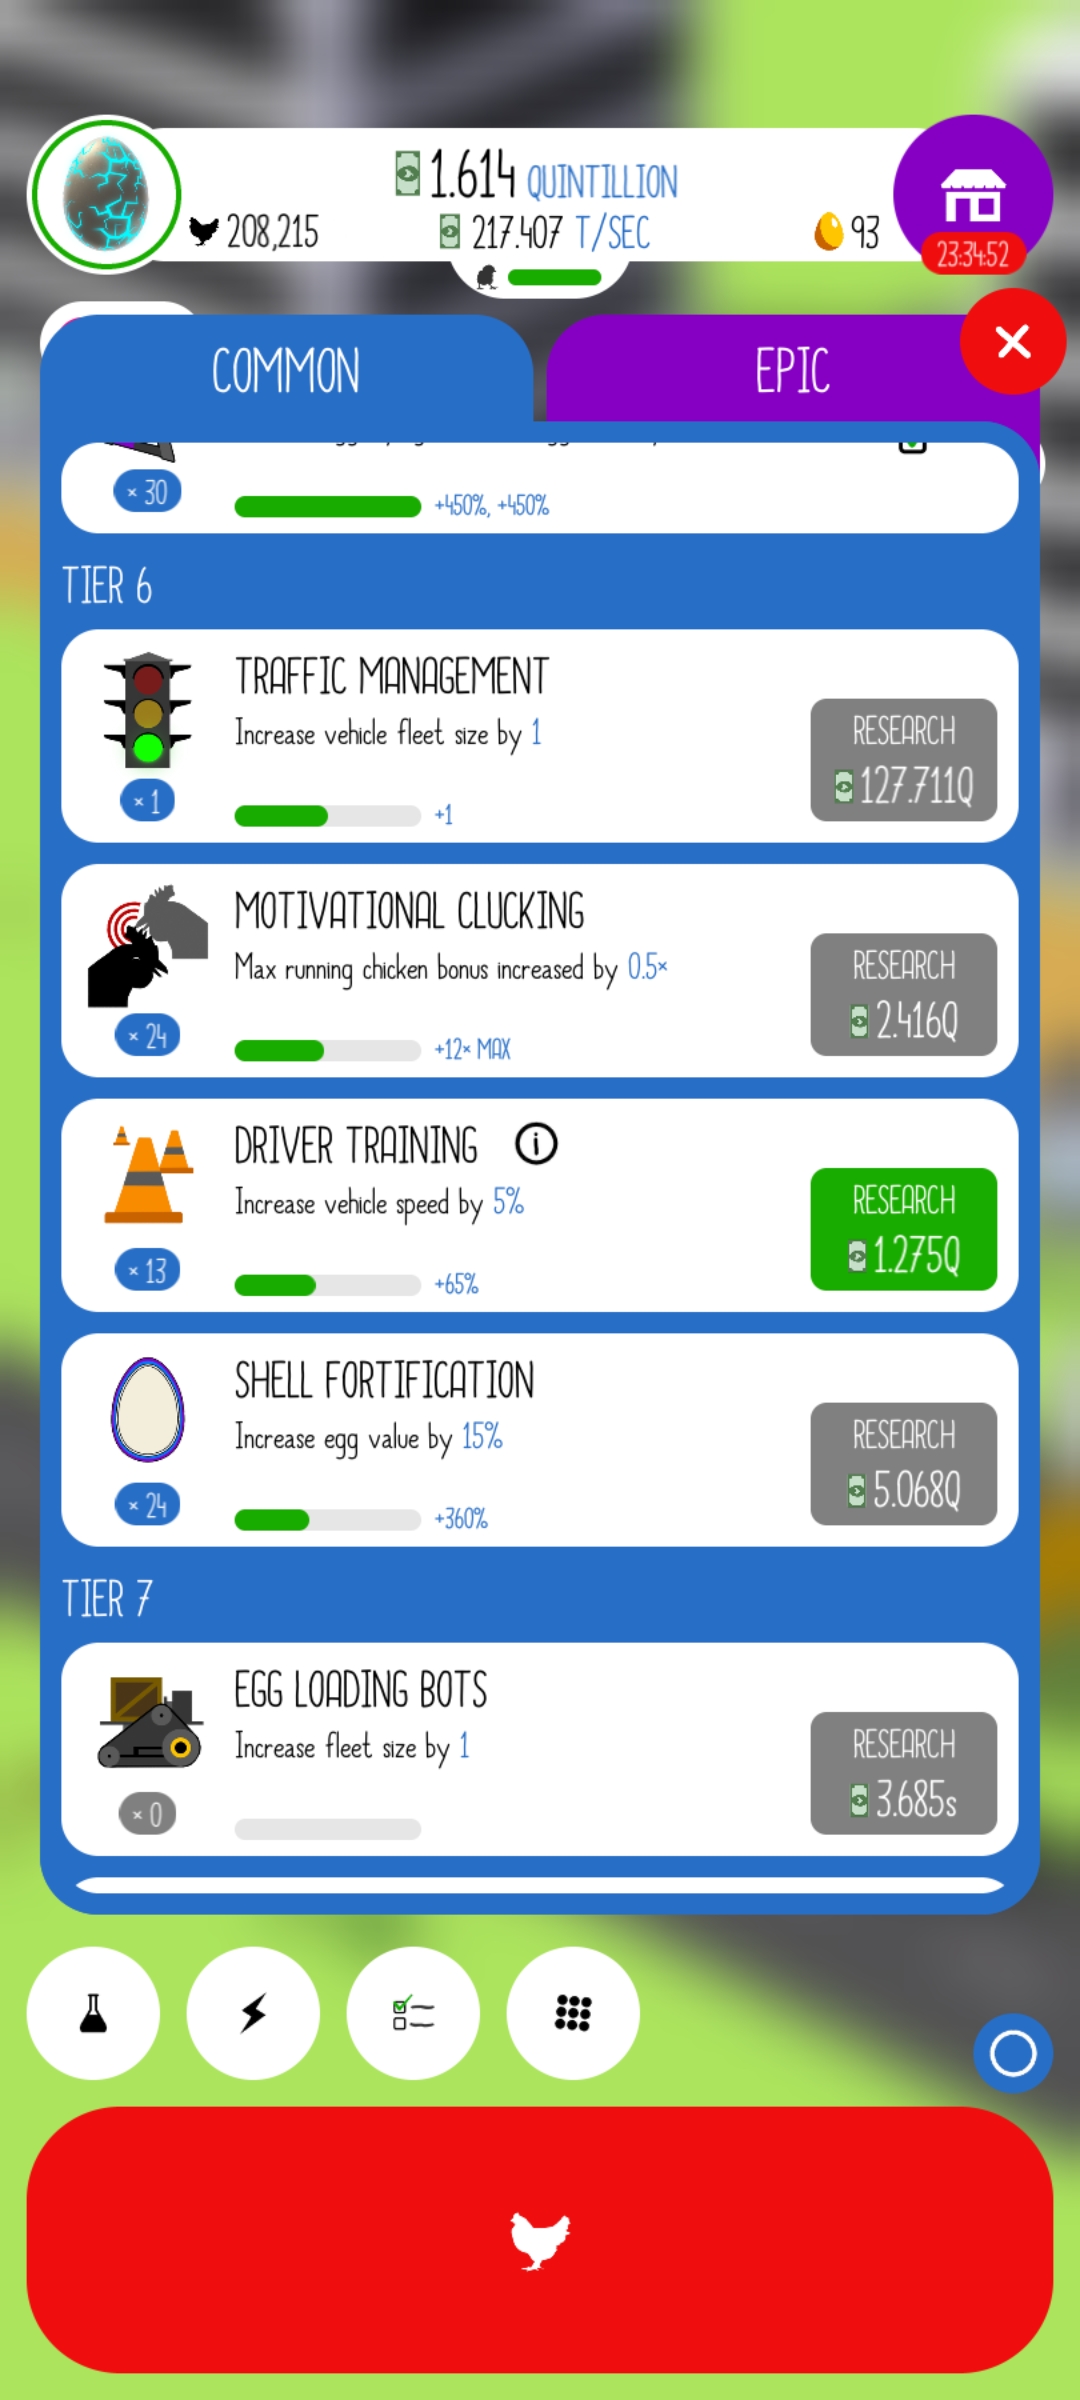 1.614 QUINTILLION
208,215
217.407 T/SEC
93
23:34:52
COMMON
EPIC
× 30
+450%, +450%
TIER 6
TRAFFIC MANAGEMENT
Increase vehicle fleet size by 1
RESEARCH
127.711Q
× 1
+1
MOTIVATIONAL CLUCKING
Max running chicken bonus increased by 0.5×
RESEARCH
2.416Q
× 24
+12× MAX
DRIVER TRAINING
Increase vehicle speed by 5%
RESEARCH
1.275Q
× 13
+65%
SHELL FORTIFICATION
Increase egg value by 15%
RESEARCH
5.068Q
× 24
+360%
TIER 7
EGG LOADING BOTS
Increase fleet size by 1
RESEARCH
3.685s
× 0